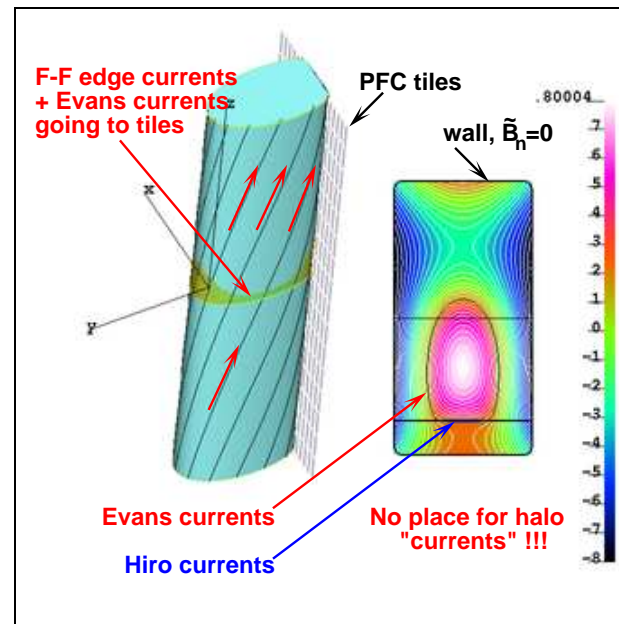 F-F edge currents
+ Evans currents
going to tiles
PFC tiles
wall, B̃n=0
z
x
y
Evans currents
Hiro currents
No place for halo
"currents" !!!
.80004
.7
.5
.4
.3
.2
.1
.0
-.1
-.2
-.3
-.4
-.5
-.6
-.7
-.8